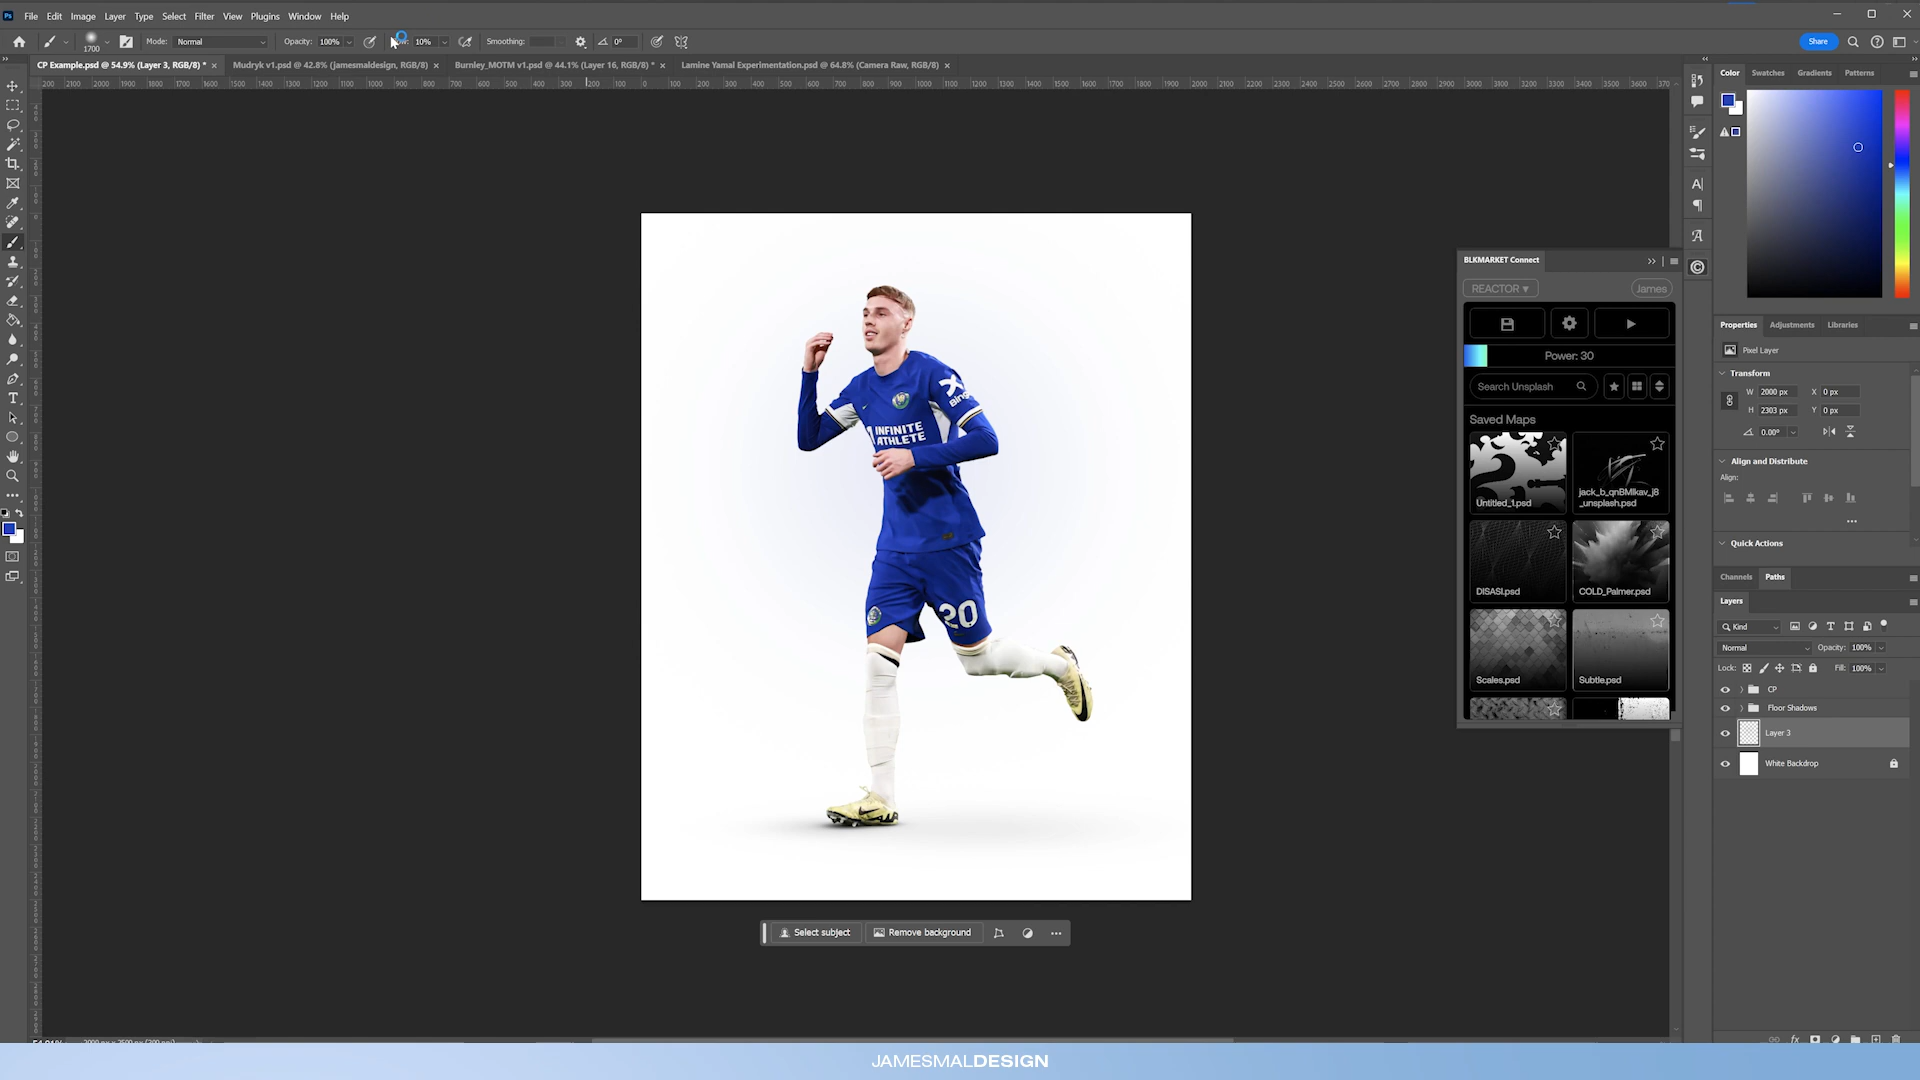 File Edit Image Layer Type Select Filter View Plugins Window Help
1700 Mode: Normal Opacity: 100% 10% Smoothing: 0° Share
CP Example.psd @ 54.9% (Layer 3, RGB/8) * × Mudryk v1.psd @ 42.8% (jamesmaldesign, RGB/8) × Burnley_MOTM v1.psd @ 44.1% (Layer 16, RGB/8) * × Lamine Yamal Experimentation.psd @ 64.8% (Camera Raw, RGB/8) ×
Color Swatches Gradients Patterns
BLKMARKET Connect
REACTOR ▾ James
Power: 30
Search Unsplash
Saved Maps
Untitled_1.psd
jack_b_qnBMlkav_j8
_unsplash.psd
DISASI.psd
COLD_Palmer.psd
Scales.psd
Subtle.psd
INFINITE
ATHLETE
20
Select subject Remove background
Properties Adjustments Libraries
Pixel Layer
Transform
W 2000 px X 0 px
H 2303 px Y 0 px
0.00°
Align and Distribute
Align:
Quick Actions
Channels Paths
Layers
Kind
Normal Opacity: 100%
Lock: Fill: 100%
CP
Floor Shadows
Layer 3
White Backdrop
JAMESMALDESIGN